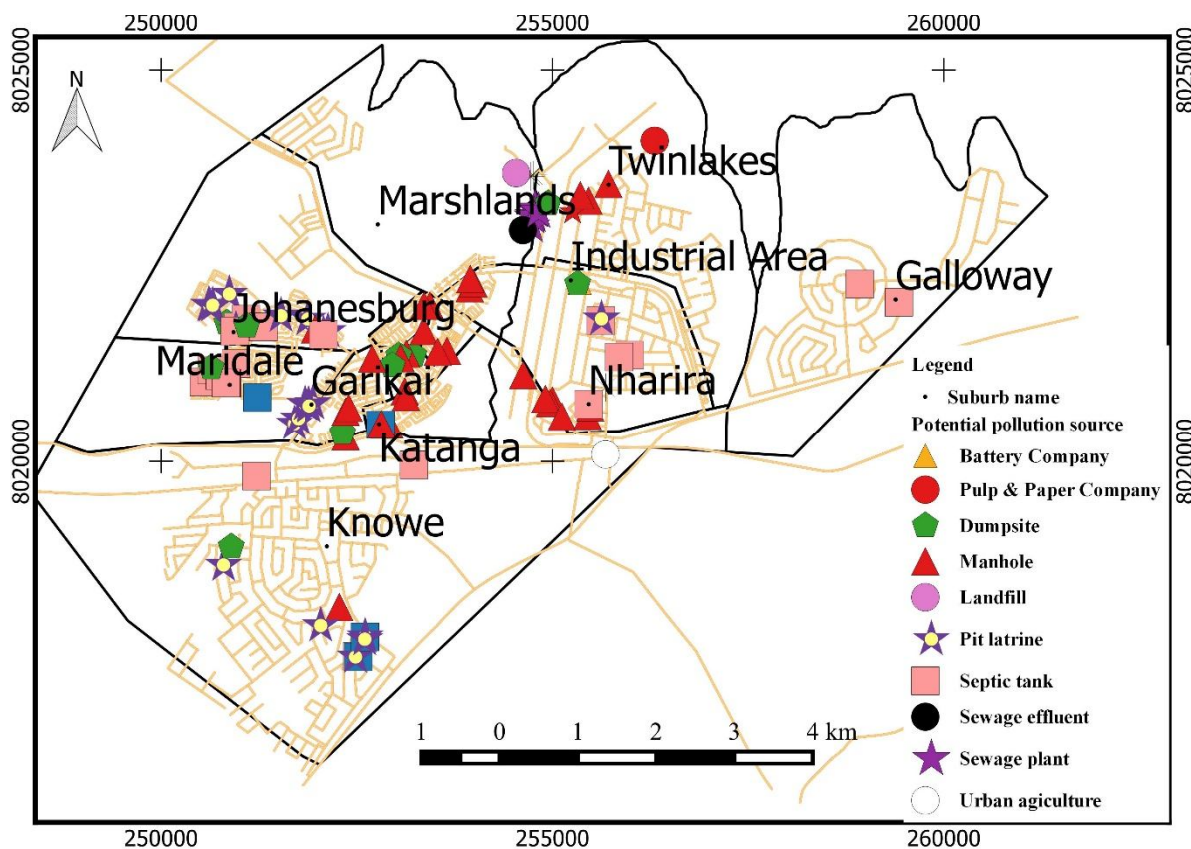 250000
255000
260000
8025000
8025000
N
Twinlakes
Marshlands
Industrial Area
Galloway
Johanesburg
Maridale
Garikai
Nharira
Katanga
Knowe
8020000
8020000
Legend
Suburb name
Potential pollution source
Battery Company
Pulp & Paper Company
Dumpsite
Manhole
Landfill
Pit latrine
Septic tank
Sewage effluent
Sewage plant
Urban agiculture
1 0 1 2 3 4 km
250000
255000
260000